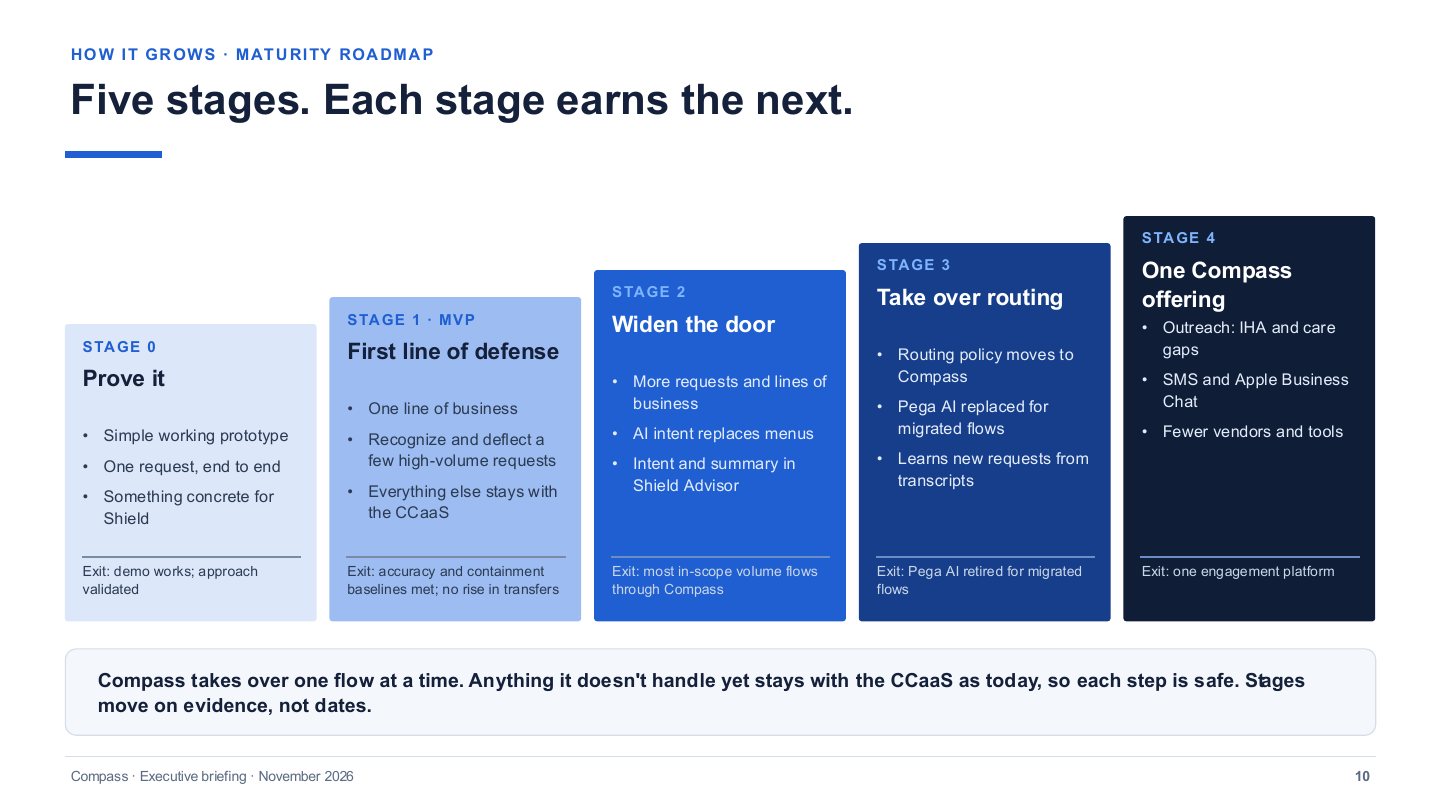 HOW IT GROWS · MATURITY ROADMAP
Five stages. Each stage earns the next.
STAGE 0
Prove it
• Simple working prototype
• One request, end to end
• Something concrete for
Shield
Exit: demo works; approach
validated
STAGE 1 · MVP
First line of defense
• One line of business
• Recognize and deflect a
few high-volume requests
• Everything else stays with
the CCaaS
Exit: accuracy and containment
baselines met; no rise in transfers
STAGE 2
Widen the door
• More requests and lines of
business
• AI intent replaces menus
• Intent and summary in
Shield Advisor
Exit: most in-scope volume flows
through Compass
STAGE 3
Take over routing
• Routing policy moves to
Compass
• Pega AI replaced for
migrated flows
• Learns new requests from
transcripts
Exit: Pega AI retired for migrated
flows
STAGE 4
One Compass
offering
• Outreach: IHA and care
gaps
• SMS and Apple Business
Chat
• Fewer vendors and tools
Exit: one engagement platform
Compass takes over one flow at a time. Anything it doesn't handle yet stays with the CCaaS as today, so each step is safe. Stages
move on evidence, not dates.
Compass · Executive briefing · November 2026
10